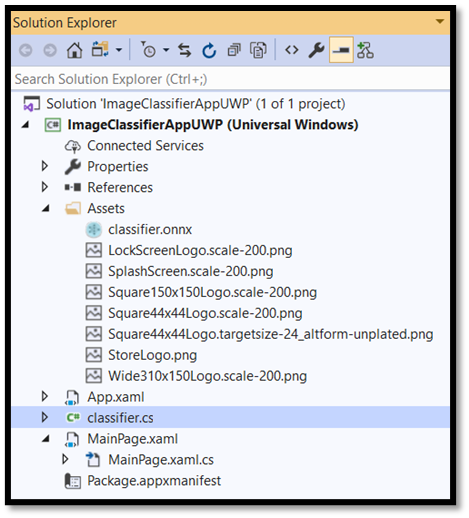 Solution Explorer
Search Solution Explorer (Ctrl+;)
Solution 'ImageClassifierAppUWP' (1 of 1 project)
C# ImageClassifierAppUWP (Universal Windows)
Connected Services
Properties
References
Assets
classifier.onnx
LockScreenLogo.scale-200.png
SplashScreen.scale-200.png
Square150x150Logo.scale-200.png
Square44x44Logo.scale-200.png
Square44x44Logo.targetsize-24_altform-unplated.png
StoreLogo.png
Wide310x150Logo.scale-200.png
App.xaml
C# classifier.cs
MainPage.xaml
MainPage.xaml.cs
Package.appxmanifest